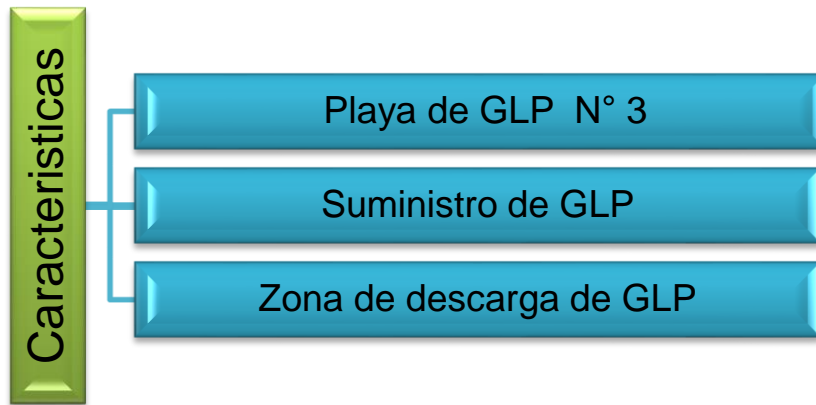 Caracteristicas
Playa de GLP N° 3
Suministro de GLP
Zona de descarga de GLP